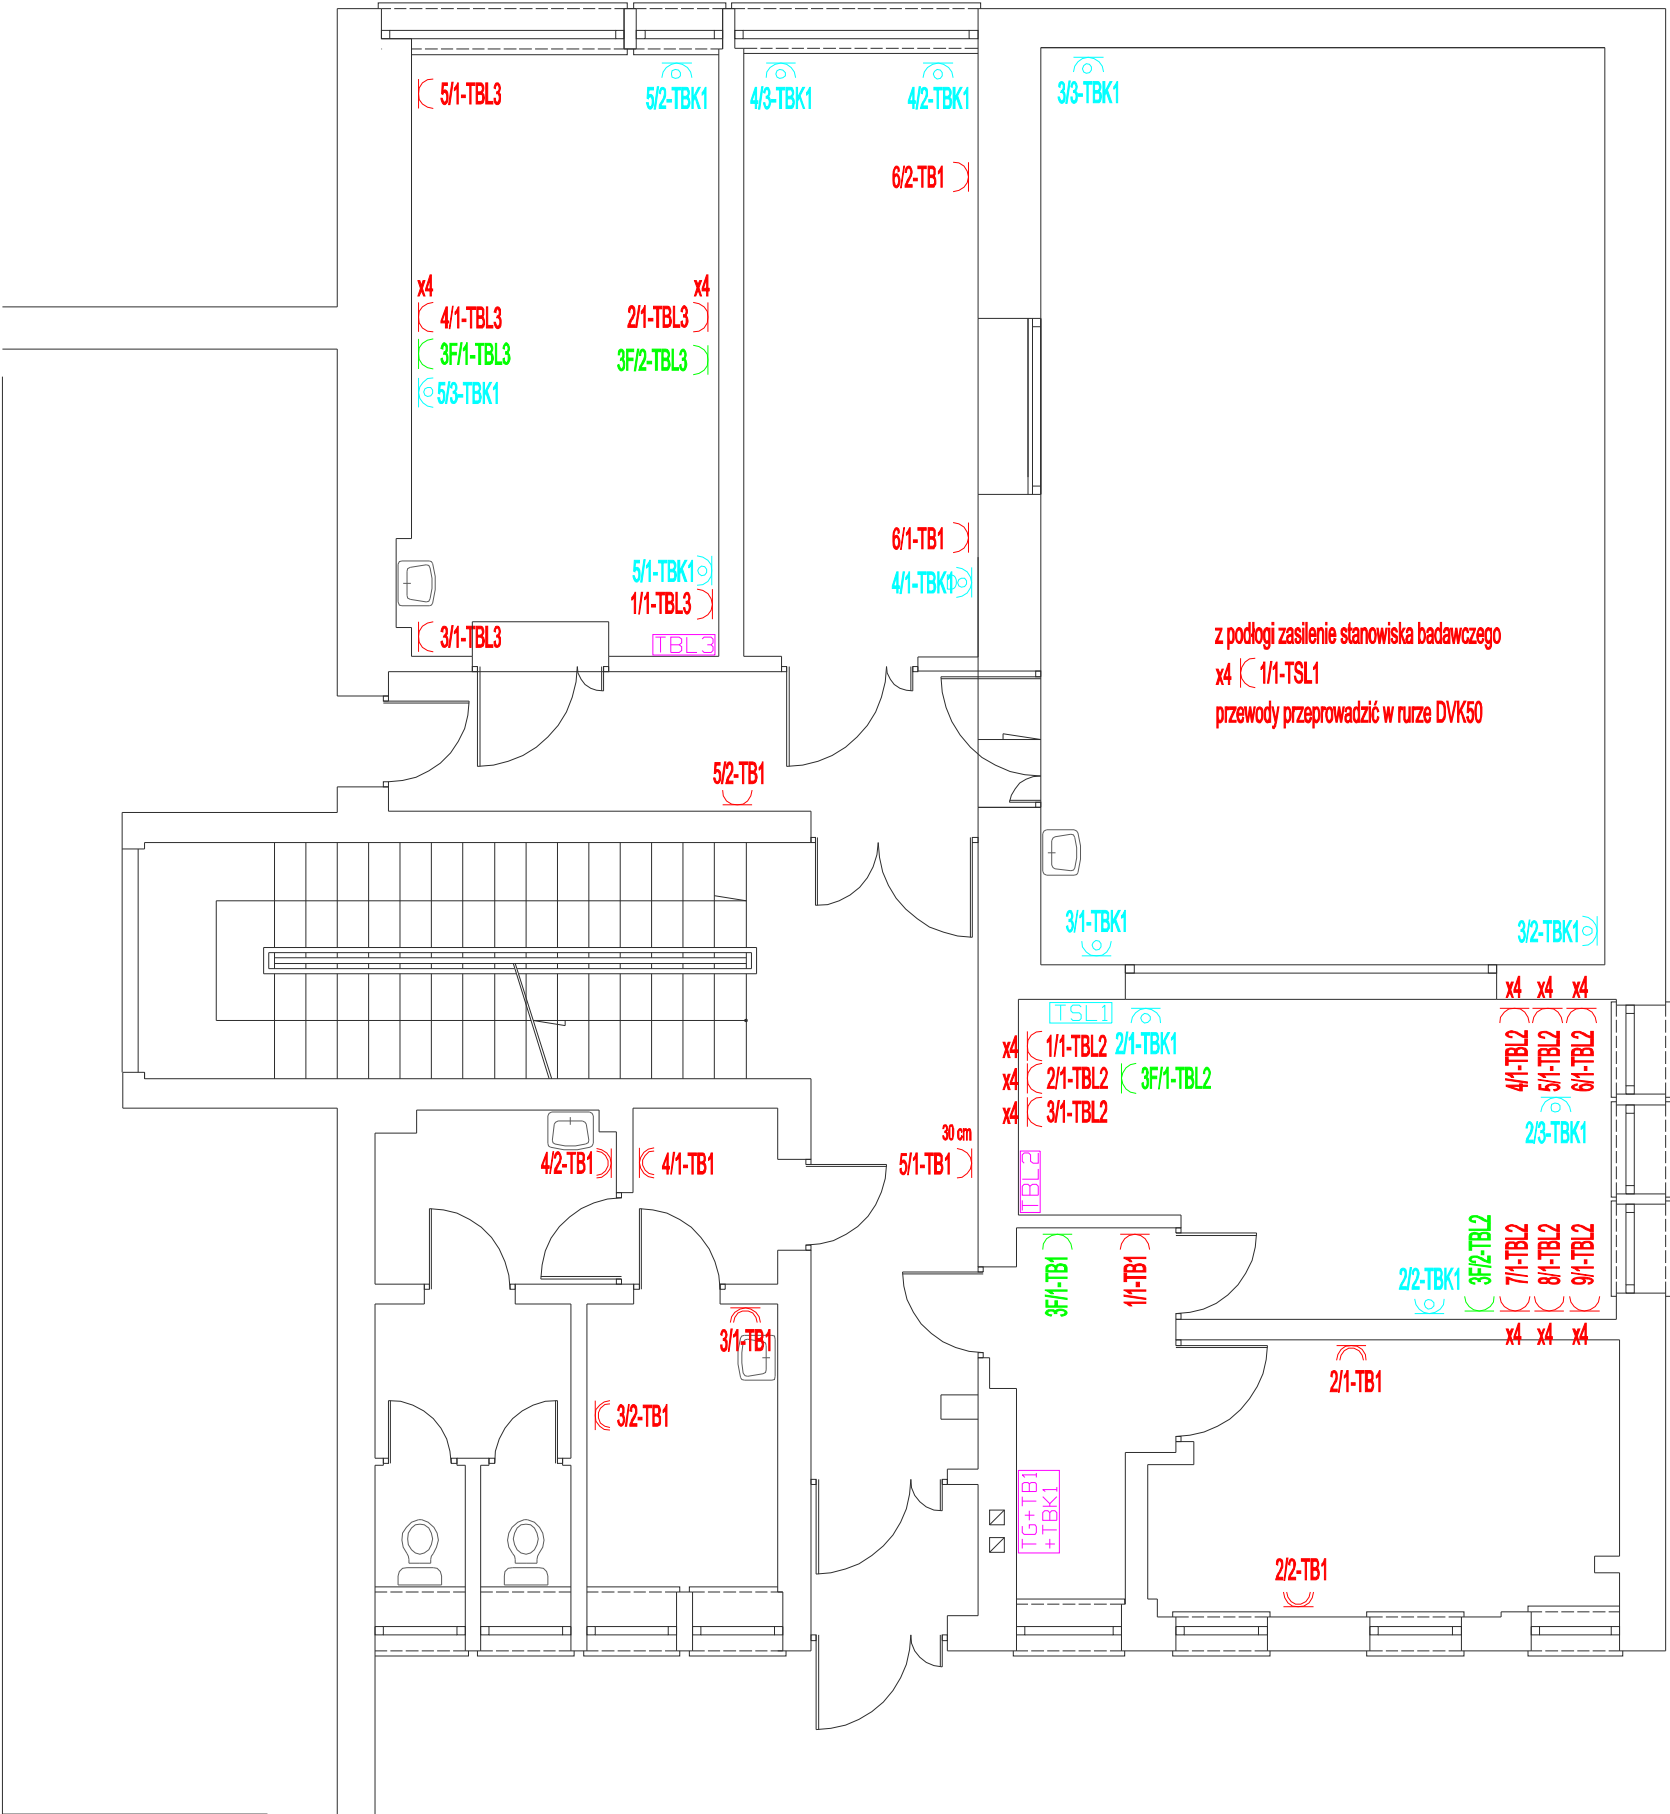 5/1-TBL3
5/2-TBK1
4/3-TBK1
4/2-TBK1
3/3-TBK1
6/2-TB1
x4
x4
4/1-TBL3
2/1-TBL3
3F/1-TBL3
3F/2-TBL3
5/3-TBK1
6/1-TB1
5/1-TBK1
4/1-TBK1
1/1-TBL3
3/1-TBL3
TBL3
z podłogi zasilenie stanowiska badawczego
x4 1/1-TSL1
przewody przeprowadzić w rurze DVK50
5/2-TB1
3/1-TBK1
3/2-TBK1
x4 x4 x4
TSL1
4/1-TBL2
5/1-TBL2
6/1-TBL2
x4 1/1-TBL2
2/1-TBK1
x4 2/1-TBL2
3F/1-TBL2
x4 3/1-TBL2
2/3-TBK1
30 cm
4/2-TB1
4/1-TB1
5/1-TB1
TBL2
3F/1-TB1
1/1-TB1
2/2-TBK1
3F/2-TBL2
7/1-TBL2
8/1-TBL2
9/1-TBL2
x4 x4 x4
3/1-TB1
2/1-TB1
3/2-TB1
TG+TB1
+TBK1
2/2-TB1